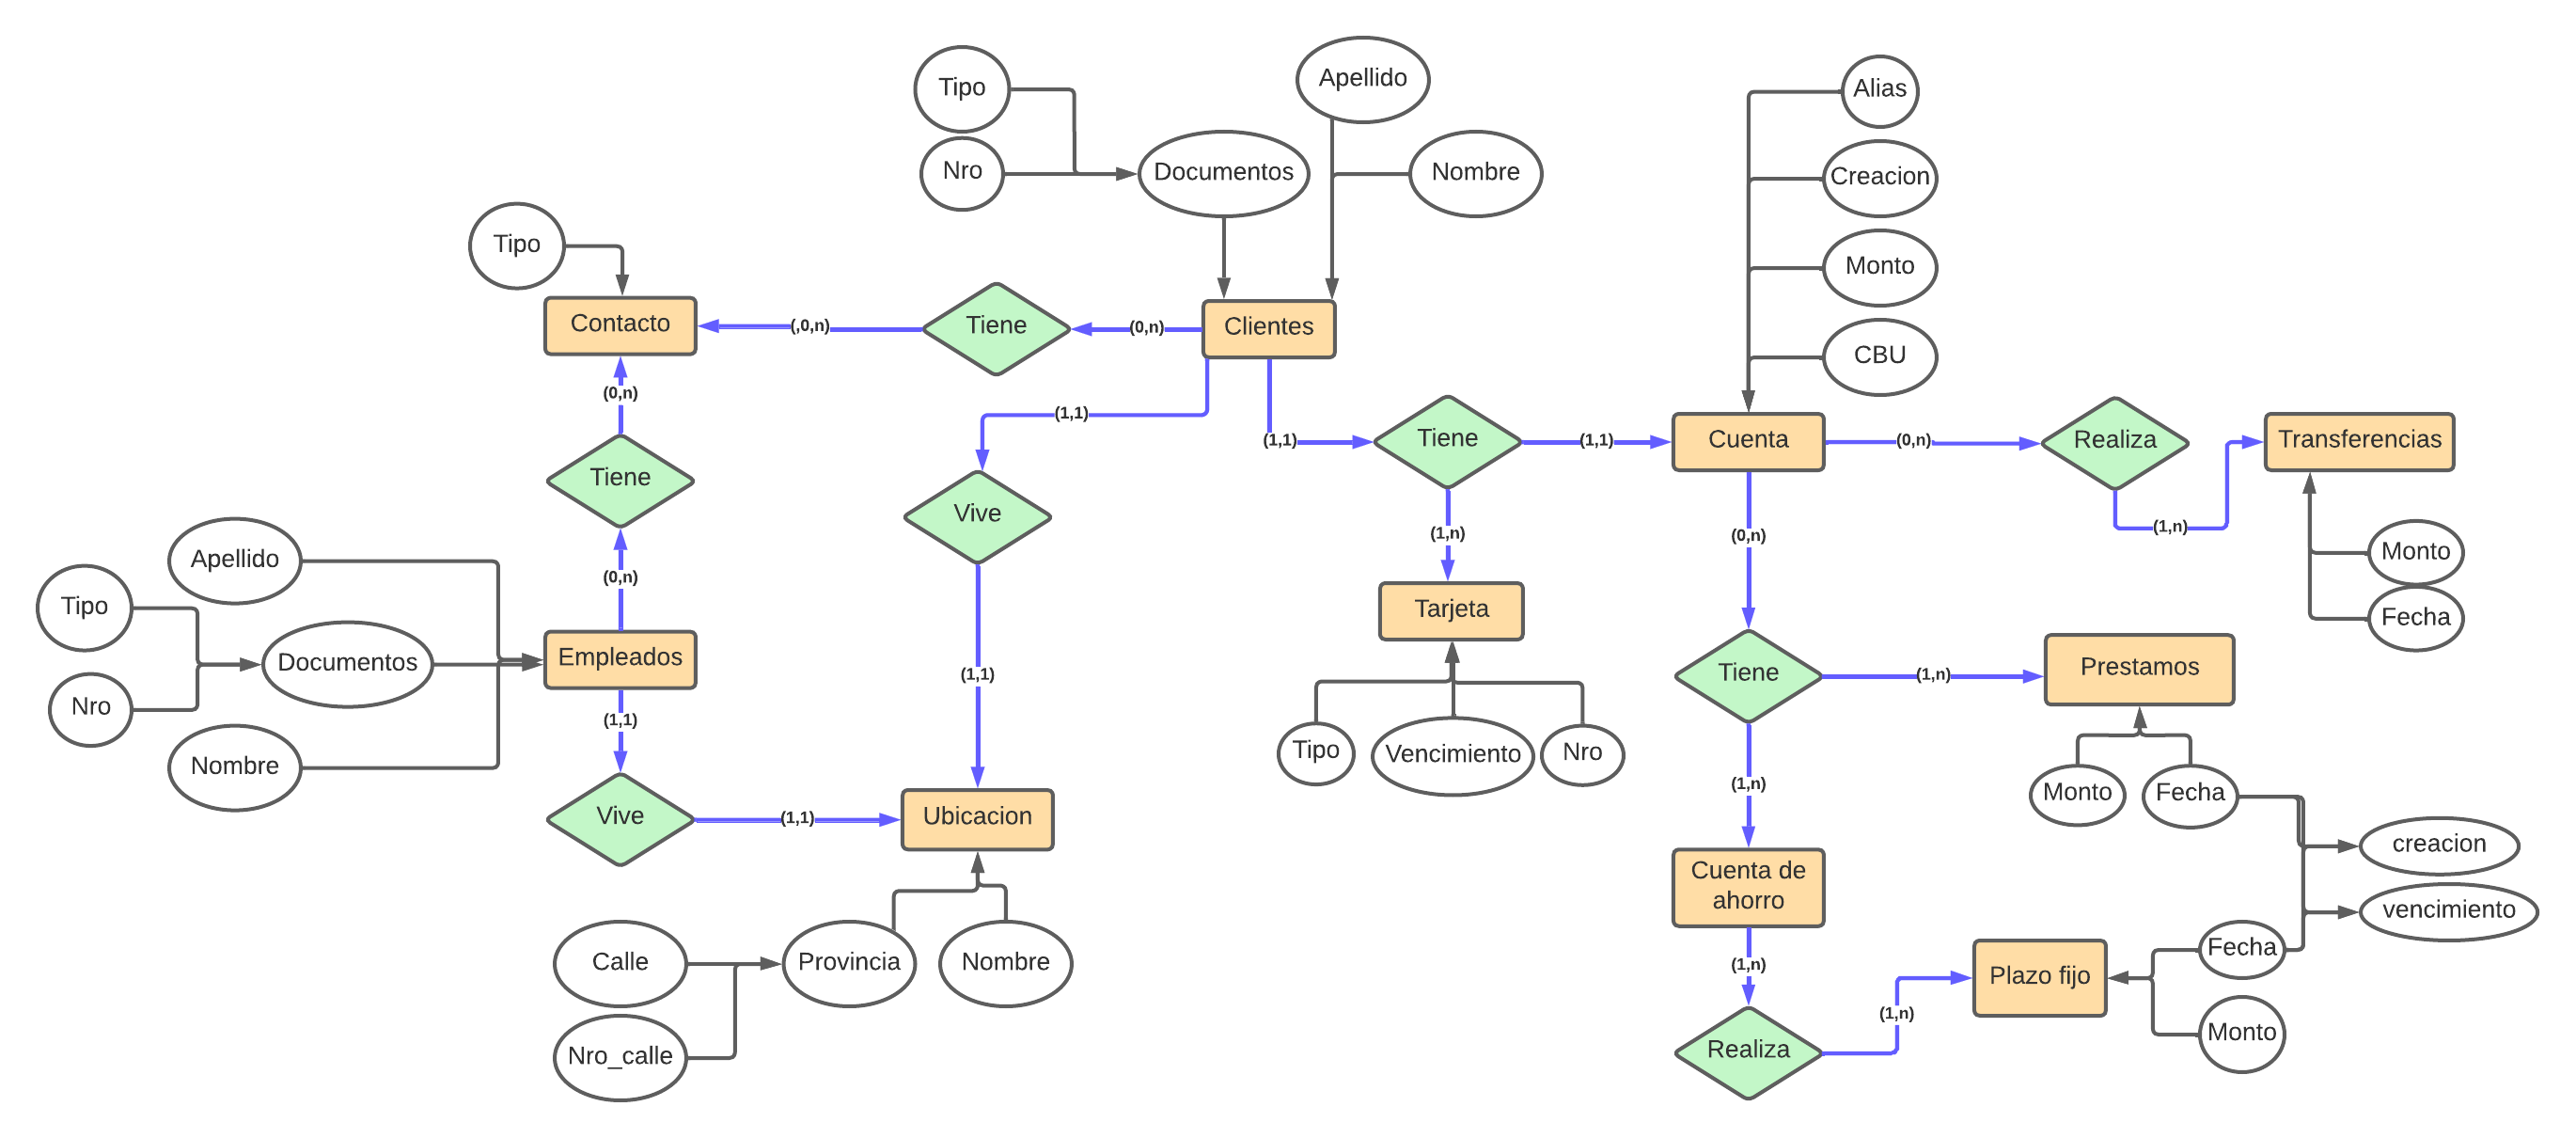 Apellido
Tipo
Alias
Nro
Documentos
Nombre
Creacion
Tipo
Monto
Contacto
(,0,n)
Tiene
(0,n)
Clientes
CBU
(0,n)
(1,1)
(1,1)
Tiene
(1,1)
Cuenta
(0,n)
Realiza
Transferencias
Tiene
Vive
(1,n)
(0,n)
(1,n)
Monto
Apellido
(0,n)
Tipo
Tarjeta
Fecha
Documentos
Empleados
(1,1)
Tiene
(1,n)
Prestamos
Nro
(1,1)
Tipo
Vencimiento
Nro
Nombre
(1,n)
Monto
Fecha
Vive
(1,1)
Ubicacion
creacion
Cuenta de
ahorro
vencimiento
Calle
Provincia
Nombre
(1,n)
Fecha
Plazo fijo
(1,n)
Monto
Nro_calle
Realiza